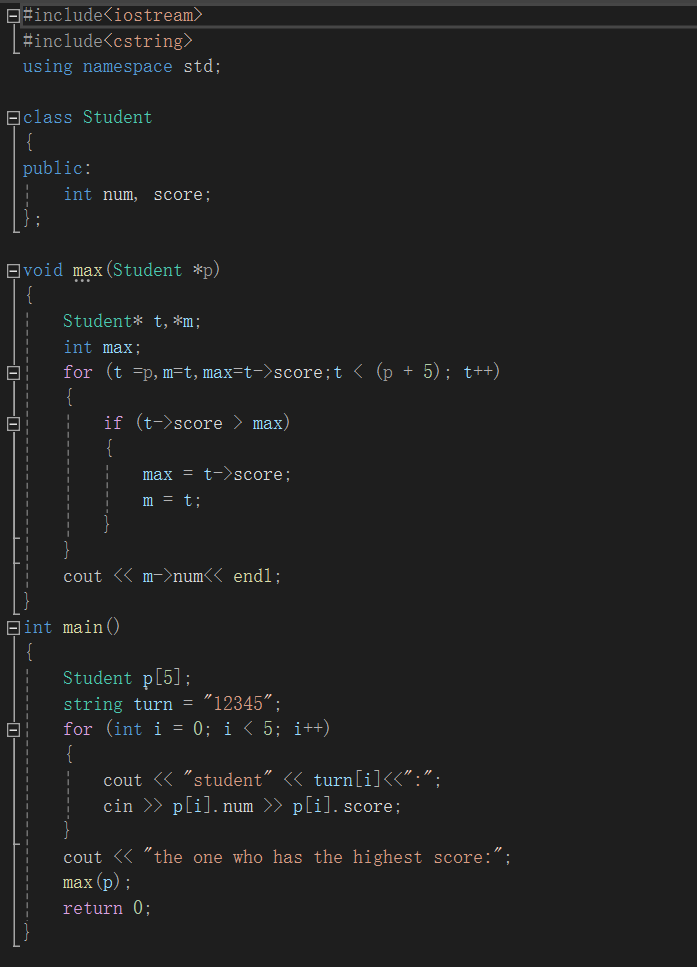 #include<iostream>
#include<cstring>
using namespace std;
class Student
{
public:
int num, score;
};
void max(Student *p)
{
Student* t,*m;
int max;
for (t =p,m=t,max=t->score;t < (p + 5); t++)
{
if (t->score > max)
{
max = t->score;
m = t;
}
}
cout << m->num<< endl;
}
int main()
{
Student p[5];
string turn = "12345";
for (int i = 0; i < 5; i++)
{
cout << "student" << turn[i]<<":";
cin >> p[i].num >> p[i].score;
}
cout << "the one who has the highest score:";
max(p);
return 0;
}